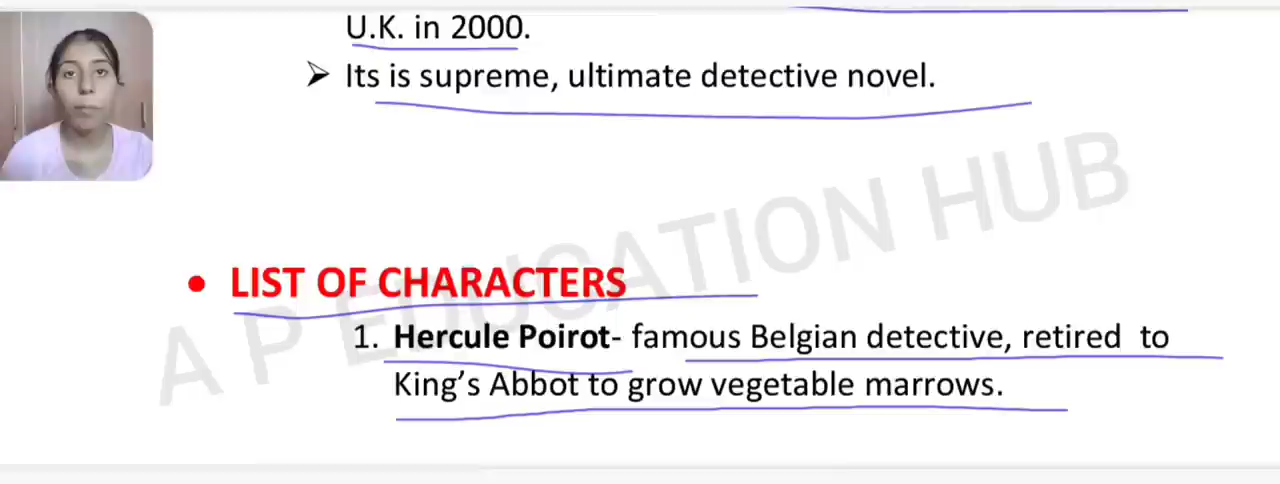 U.K. in 2000.
➢ Its is supreme, ultimate detective novel.
A P EDUCATION HUB
• LIST OF CHARACTERS
1. Hercule Poirot- famous Belgian detective, retired to
King's Abbot to grow vegetable marrows.